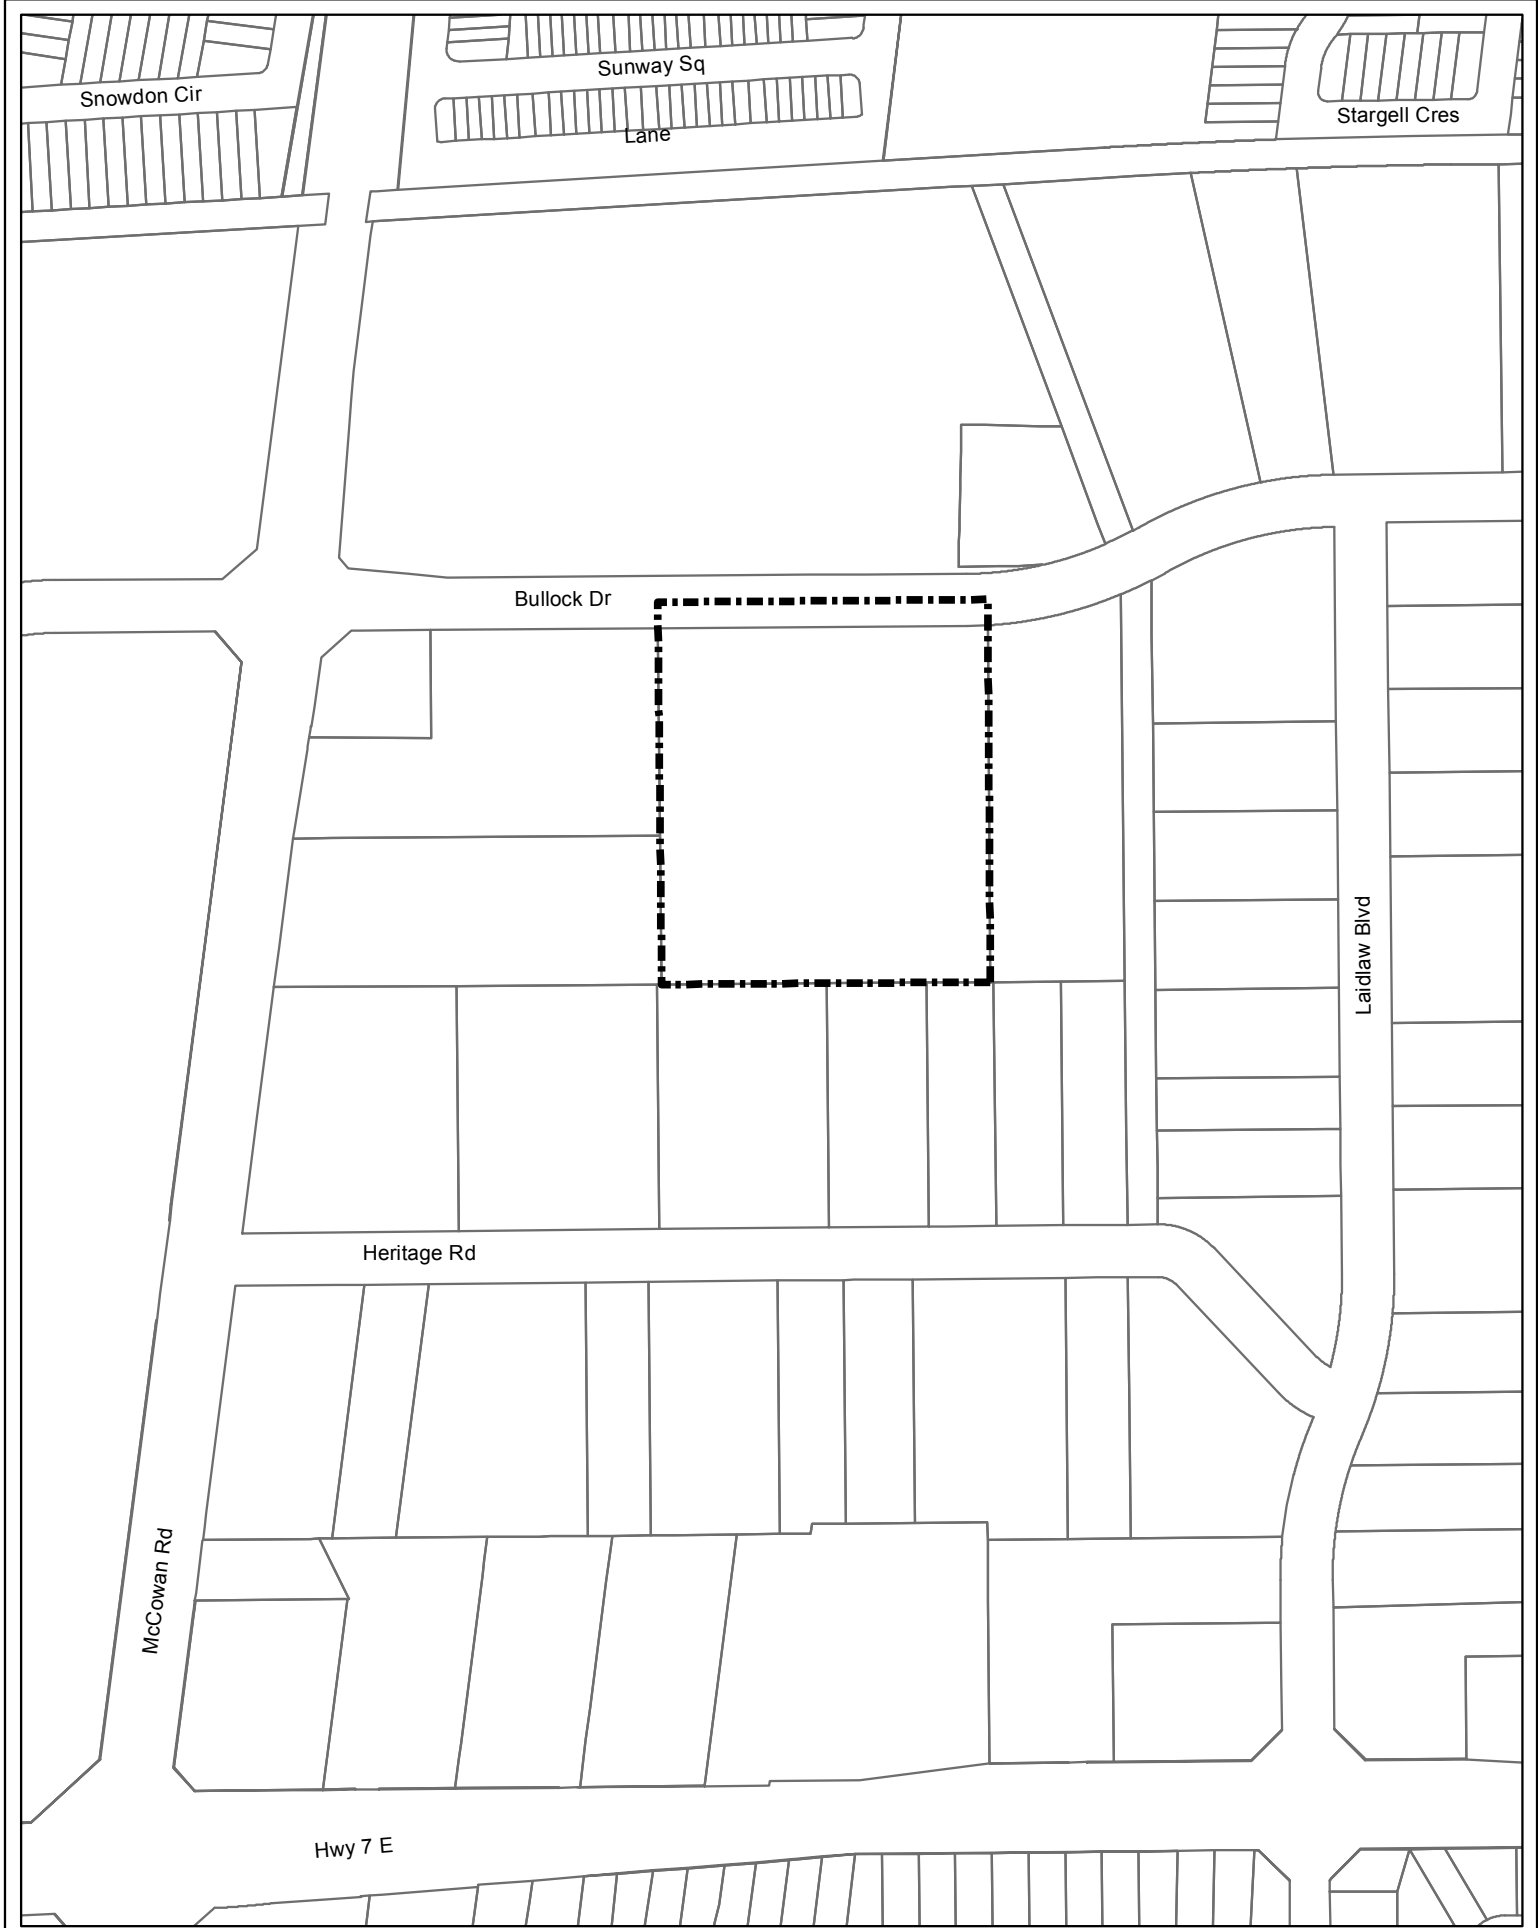 Sunway Sq
Snowdon Cir
Stargell Cres
Lane
Bullock Dr
Laidlaw Blvd
Heritage Rd
McCowan Rd
Hwy 7 E